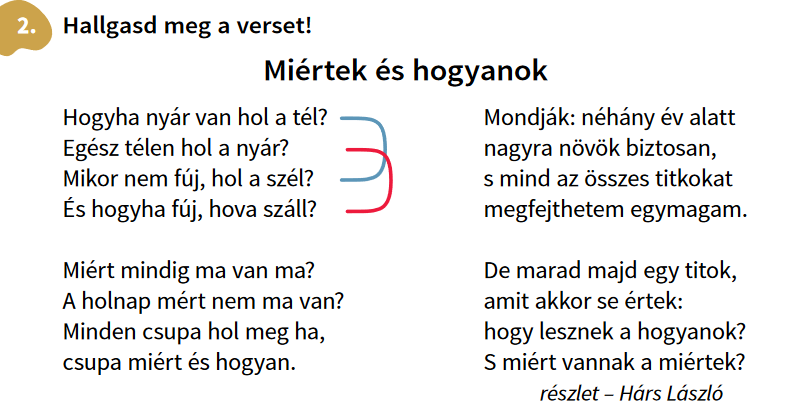 2. Hallgasd meg a verset!
Miértek és hogyanok
Hogyha nyár van hol a tél?
Egész télen hol a nyár?
Mikor nem fúj, hol a szél?
És hogyha fúj, hova száll?
Miért mindig ma van ma?
A holnap mért nem ma van?
Minden csupa hol meg ha,
csupa miért és hogyan.
Mondják: néhány év alatt
nagyra növök biztosan,
s mind az összes titkokat
megfejthetem egymagam.
De marad majd egy titok,
amit akkor se értek:
hogy lesznek a hogyanok?
S miért vannak a miértek?
részlet – Hárs László